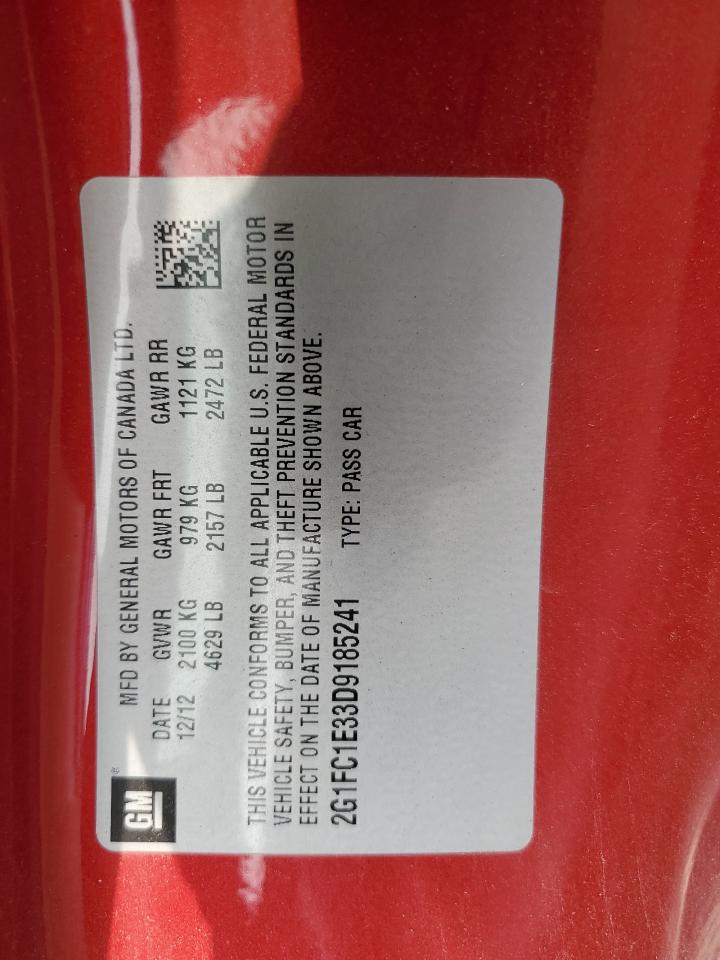 GM®
MFD BY GENERAL MOTORS OF CANADA LTD.
DATE GVWR GAWR FRT GAWR RR
12/12 2100 KG 979 KG 1121 KG
4629 LB 2157 LB 2472 LB
THIS VEHICLE CONFORMS TO ALL APPLICABLE U.S. FEDERAL MOTOR
VEHICLE SAFETY, BUMPER, AND THEFT PREVENTION STANDARDS IN
EFFECT ON THE DATE OF MANUFACTURE SHOWN ABOVE.
2G1FC1E33D9185241 TYPE: PASS CAR